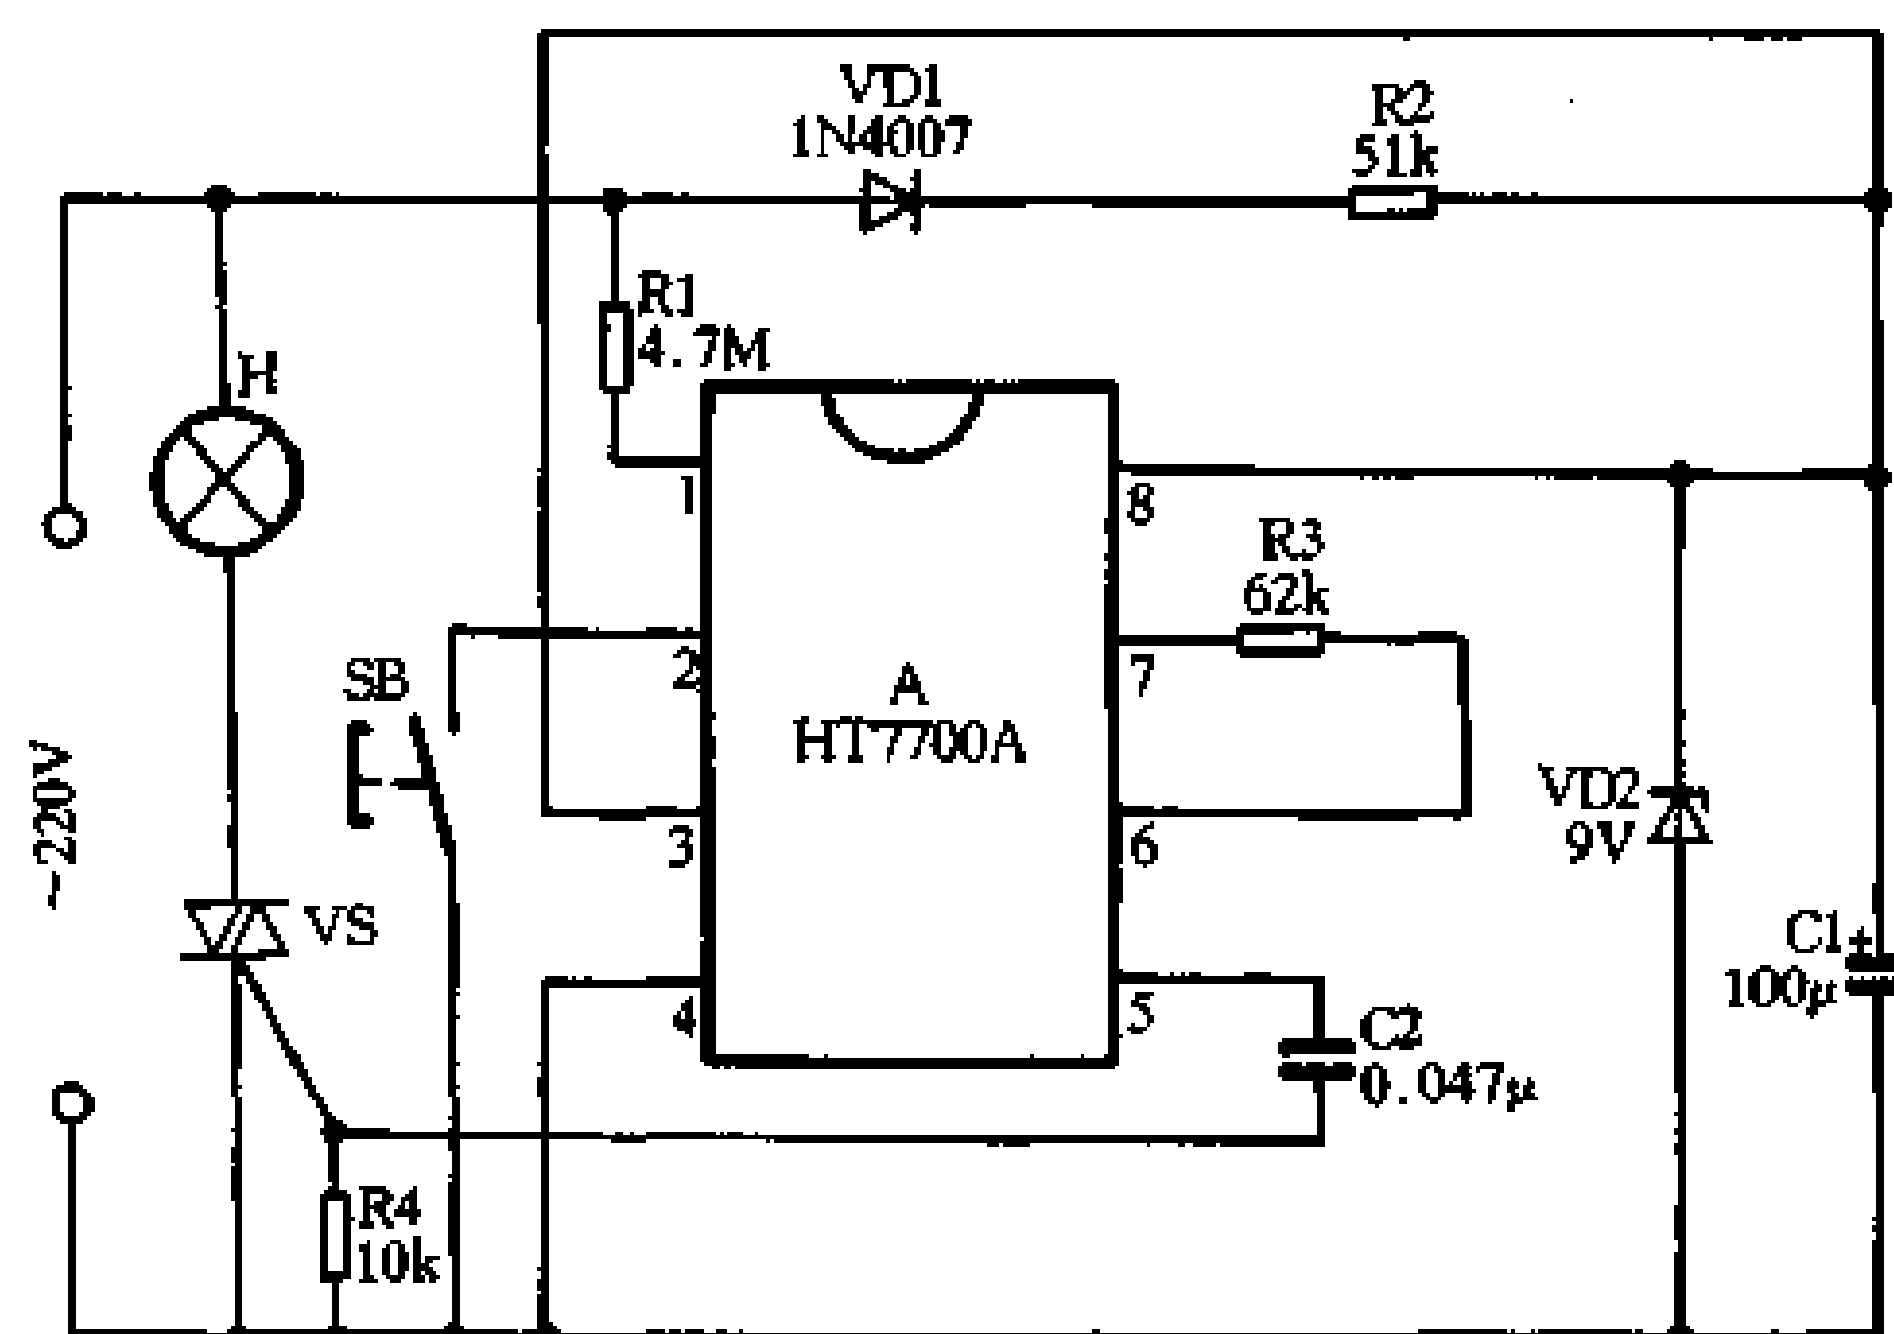 VD1
1N4007
R2
51k
R1
4.7M
H
1
8
R3
62k
2
7
SB
A
HT7700A
~220V
VD2
9V
3
6
VS
C1
+
100μ
4
5
C2
0.047μ
R4
10k